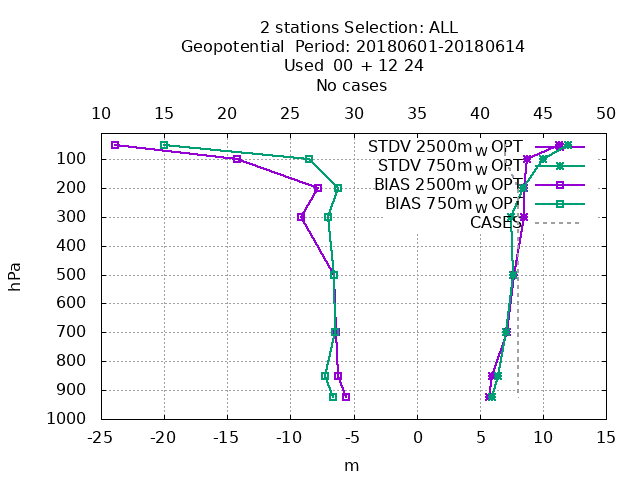 2 stations Selection: ALL
Geopotential  Period: 20180601-20180614
Used  00 + 12 24
No cases
10 15 20 25 30 35 40 45 50
STDV 2500m_W OPT
STDV 750m_W OPT
BIAS 2500m_W OPT
BIAS 750m_W OPT
CASES
100
200
300
400
500
600
700
800
900
1000
hPa
-25 -20 -15 -10 -5 0 5 10 15
m